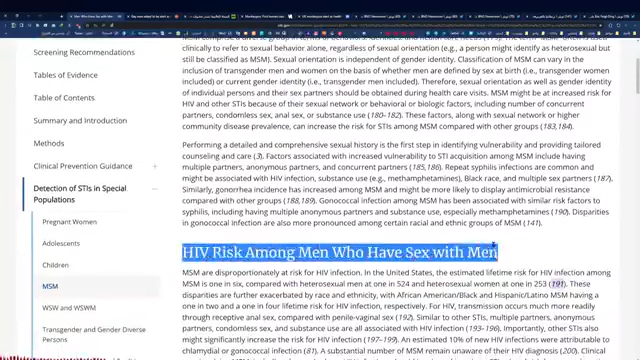 Screening Recommendations
Table of Evidence
Table of Contents
Summary and Introduction
Methods
Clinical Prevention Guidance
Detection of STIs in Special
Populations
Pregnant Women
Adolescents
Children
MSM
WSW and WSMW
Transgender and Gender Diverse
Persons
clinically to refer to sexual behavior alone, regardless of sexual orientation (e.g., a person might identify as heterosexual but
still be classified as MSM). Sexual orientation is independent of gender identity. Classification of MSM can vary in the
inclusion of transgender men and women on the basis of whether men are defined by sex at birth (i.e., transgender women
included) or current gender identity (i.e., transgender men included). Therefore, sexual orientation as well as gender identity
of individual persons and their sex partners should be obtained during health care visits. MSM might be at increased risk for
HIV and other STIs because of their sexual network or behavioral or biologic factors, including number of concurrent
partners, condomless sex, anal sex, or substance use (180–182). These factors, along with sexual network or higher
community disease prevalence, can increase the risk for STIs among MSM compared with other groups (183,184).
Performing a detailed and comprehensive sexual history is the first step in identifying vulnerability and providing tailored
counseling and care (3). Factors associated with increased vulnerability to STI acquisition among MSM include having
multiple partners, anonymous partners, and concurrent partners (185,186). Repeat syphilis infections are common and
might be associated with HIV infection, substance use (e.g., methamphetamines), Black race, and multiple sex partners (187).
Similarly, gonorrhea incidence has increased among MSM and might be more likely to display antimicrobial resistance
compared with other groups (188,189). Gonococcal infection among MSM has been associated with similar risk factors to
syphilis, including having multiple anonymous partners and substance use, especially methamphetamines (190). Disparities
in gonococcal infection are also more pronounced among certain racial and ethnic groups of MSM (141).
HIV Risk Among Men Who Have Sex with Men
MSM are disproportionately at risk for HIV infection. In the United States, the estimated lifetime risk for HIV infection among
MSM is one in six, compared with heterosexual men at one in 524 and heterosexual women at one in 253 (191). These
disparities are further exacerbated by race and ethnicity, with African American/Black and Hispanic/Latino MSM having a
one in two and a one in four lifetime risk for HIV infection, respectively. For HIV, transmission occurs much more readily
through receptive anal sex, compared with penile-vaginal sex (192). Similar to other STIs, multiple partners, anonymous
partners, condomless sex, and substance use are all associated with HIV infection (193–196). Importantly, other STIs also
might significantly increase the risk for HIV infection (197–199). An estimated 10% of new HIV infections were attributable to
chlamydial or gonococcal infection (81). A substantial number of MSM remain unaware of their HIV diagnosis (200). Clinical